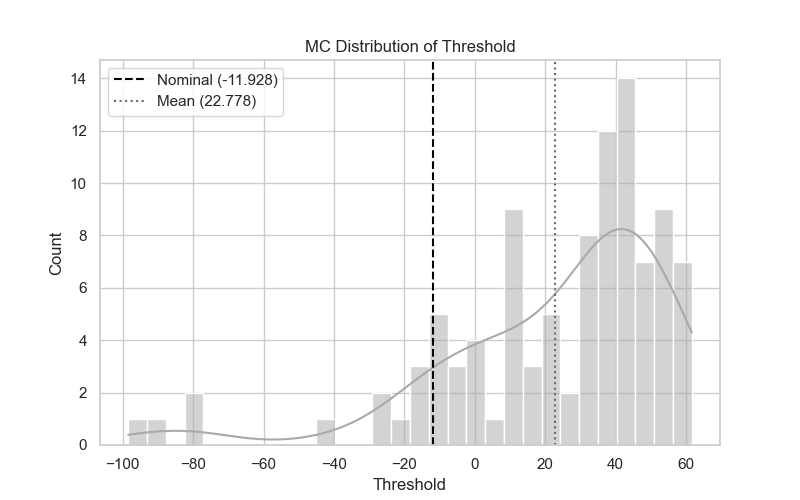 MC Distribution of Threshold
Nominal (-11.928)
Mean (22.778)
14
12
10
8
6
4
2
0
Count
−100 −80 −60 −40 −20 0 20 40 60
Threshold